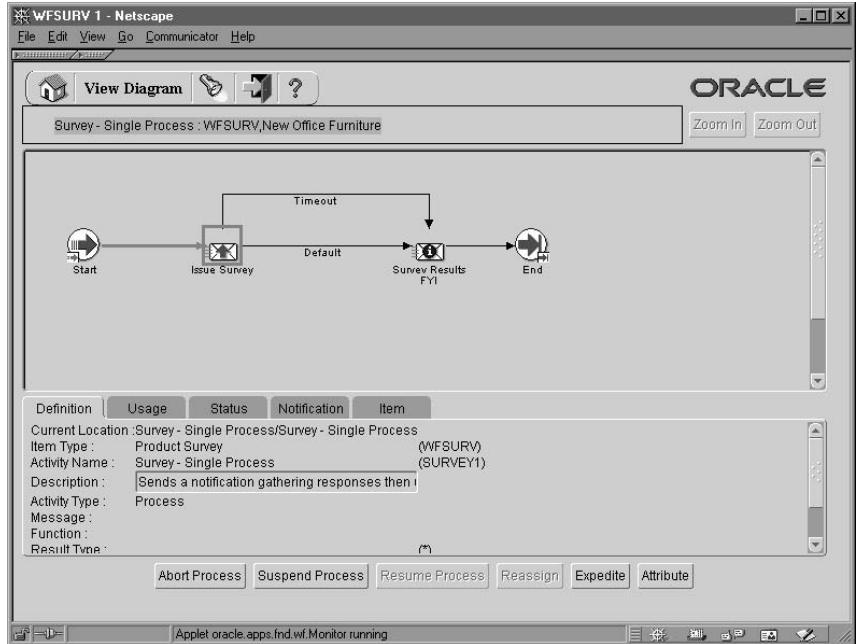 WFSURV 1 - Netscape
File Edit View Go Communicator Help
View Diagram ?
ORACLE
Survey - Single Process : WFSURV,New Office Furniture
Zoom In Zoom Out
Timeout
Default
Start
Issue Survey
Survey Results
FYI
End
Definition Usage Status Notification Item
Current Location :Survey - Single Process/Survey - Single Process
Item Type : Product Survey (WFSURV)
Activity Name : Survey - Single Process (SURVEY1)
Description : Sends a notification gathering responses then
Activity Type : Process
Message :
Function :
Result Type : (*)
Abort Process Suspend Process Resume Process Reassign Expedite Attribute
Applet oracle.apps.fnd.wf.Monitor running